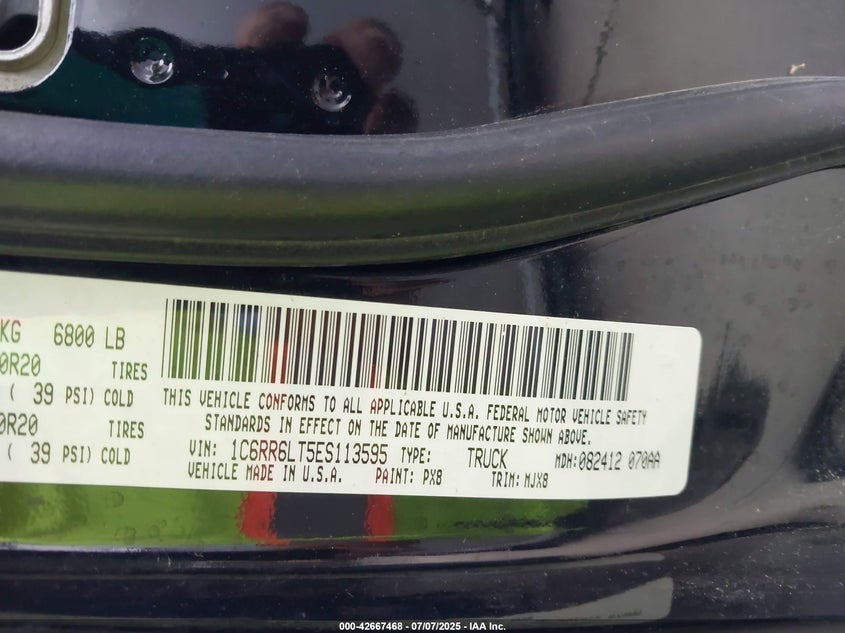 KG 6800 LB
0R20 TIRES
( 39 PSI) COLD
0R20 TIRES
( 39 PSI) COLD
THIS VEHICLE CONFORMS TO ALL APPLICABLE U.S.A. FEDERAL MOTOR VEHICLE SAFETY
STANDARDS IN EFFECT ON THE DATE OF MANUFACTURE SHOWN ABOVE.
VIN: 1C6RR6LT5ES113595 TYPE: TRUCK MDH:082412 070AA
VEHICLE MADE IN U.S.A. PAINT: PX8 TRIM: MJX8
000-42667468 - 07/07/2025 - IAA Inc.